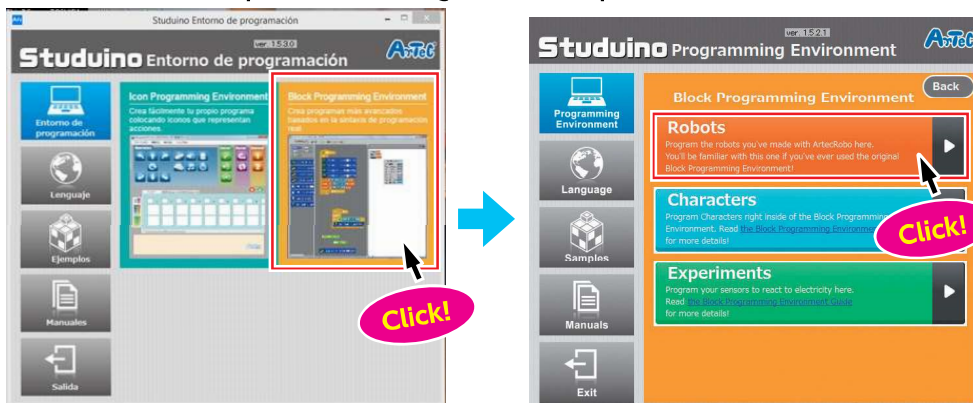 Studuino Entorno de programación
ver. 1.5.3.0
Studuino Entorno de programación
ArTeC
Entorno de
programación
Lenguaje
Ejemplos
Manuales
Salida
Icon Programming Environment
Crea fácilmente tu propio programa
colocando iconos que representan
acciones.
Block Programming Environment
Crea programas más avanzados
basados en la sintaxis de programación
real.
Click!
ver. 1.5.2.1
Studuino Programming Environment
ArTeC
Programming
Environment
Language
Samples
Manuals
Exit
Back
Block Programming Environment
Robots
Program the robots you've made with ArtecRobo here.
You'll be familiar with this one if you've ever used the original
Block Programming Environment!
Characters
Program Characters right inside of the Block Programming
Environment. Read the Block Programming Environment
for more details!
Click!
Experiments
Program your sensors to react to electricity here.
Read the Block Programming Environment Guide
for more details!